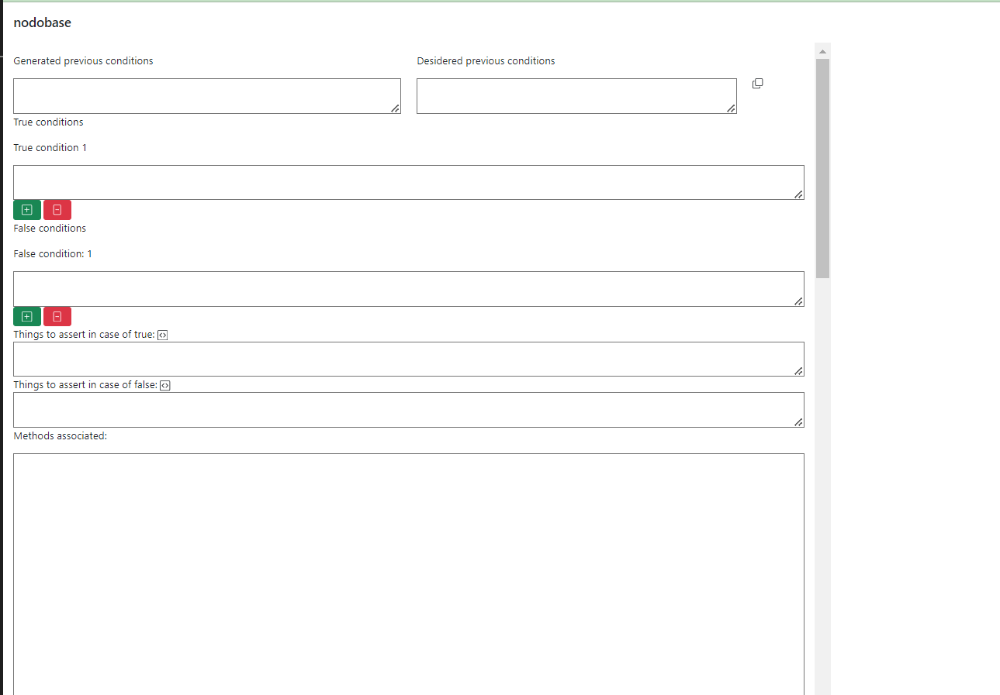 nodobase
Generated previous conditions
Desidered previous conditions
True conditions
True condition 1
False conditions
False condition: 1
Things to assert in case of true:
Things to assert in case of false:
Methods associated: